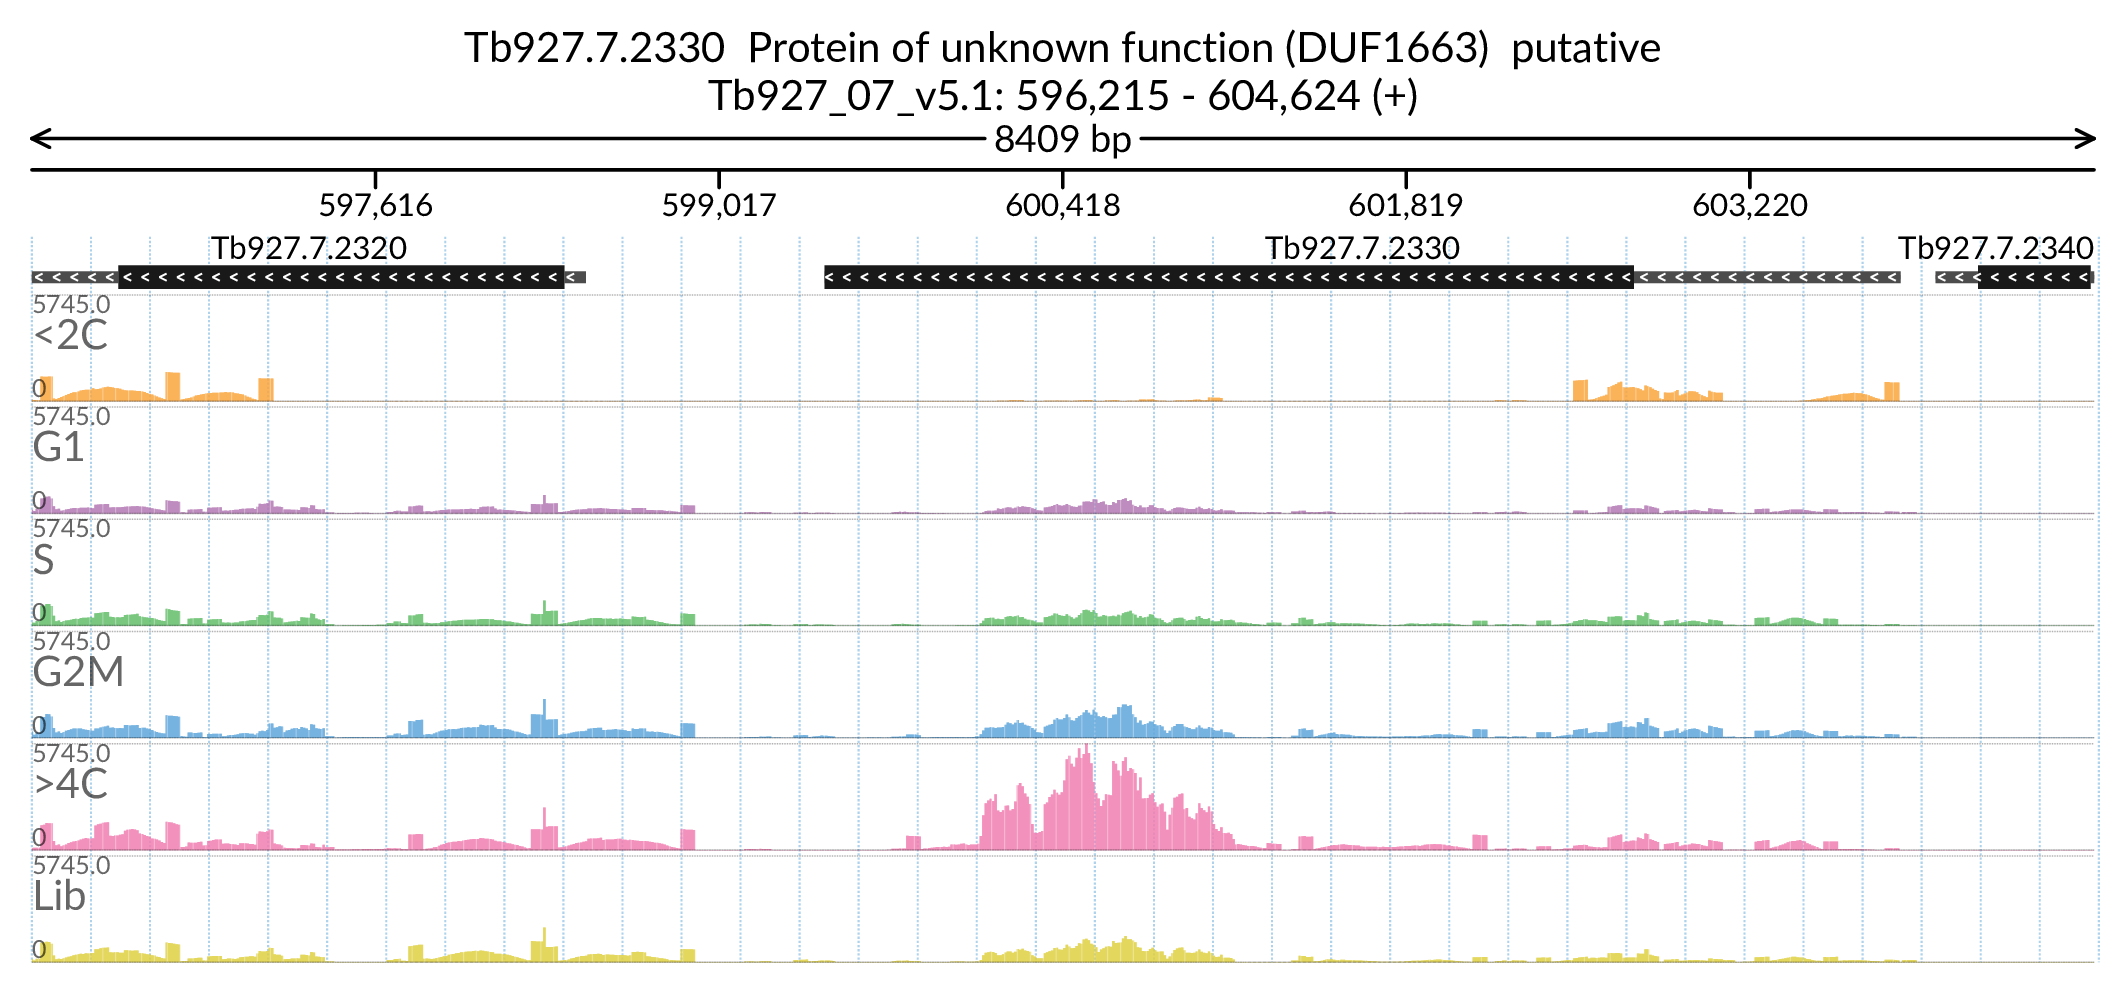 Tb927.7.2330  Protein of unknown function (DUF1663)  putative
Tb927_07_v5.1: 596,215 - 604,624 (+)
8409 bp
597,616 599,017 600,418 601,819 603,220
Tb927.7.2320 Tb927.7.2330 Tb927.7.2340
5745.0
<2C
0
5745.0
G1
0
5745.0
S
0
5745.0
G2M
0
5745.0
>4C
0
5745.0
Lib
0